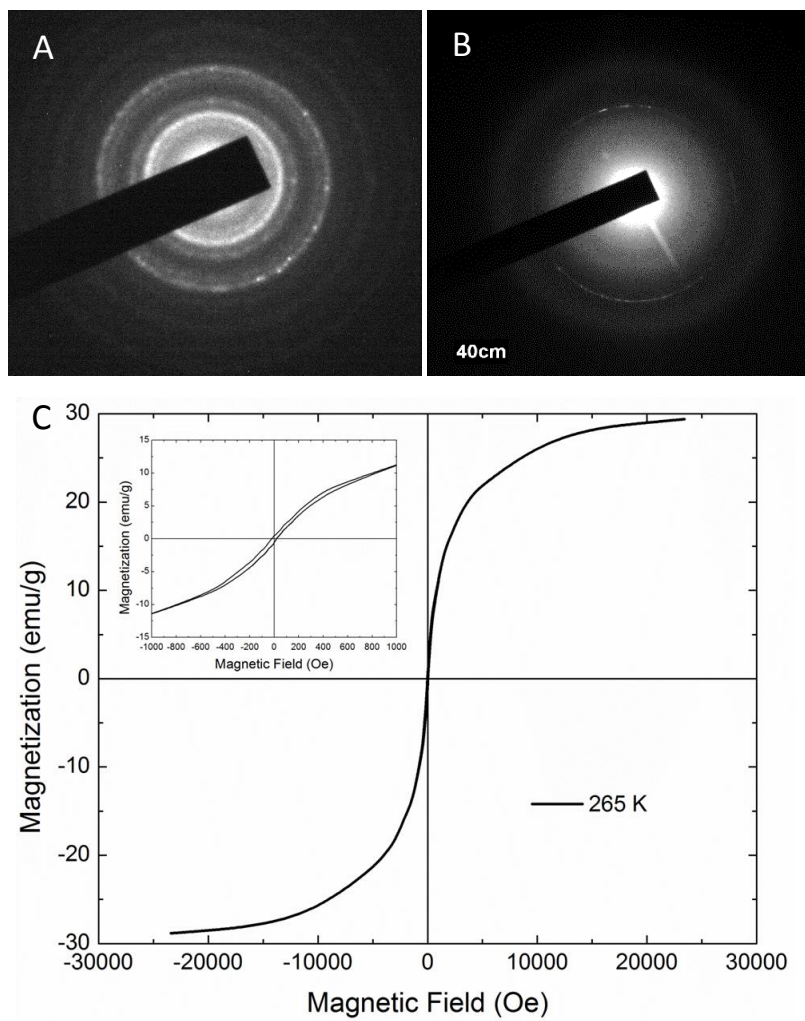 A
B
40cm
C
30
20
10
0
-10
-20
-30
-30000 -20000 -10000 0 10000 20000 30000
Magnetization (emu/g)
Magnetic Field (Oe)
265 K
15
10
5
0
-5
-10
-15
-1000 -800 -600 -400 -200 0 200 400 600 800 1000
Magnetization (emu/g)
Magnetic Field (Oe)